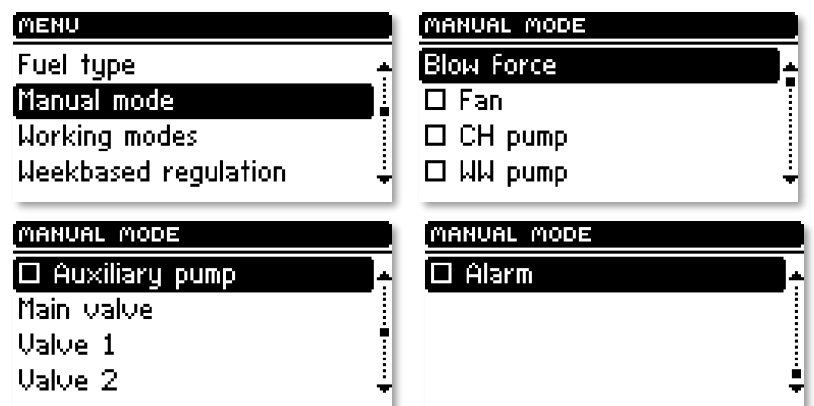 MENU
Fuel type
Manual mode
Working modes
Weekbased regulation
MANUAL MODE
Blow force
Fan
CH pump
WW pump
MANUAL MODE
Auxiliary pump
Main valve
Valve 1
Valve 2
MANUAL MODE
Alarm